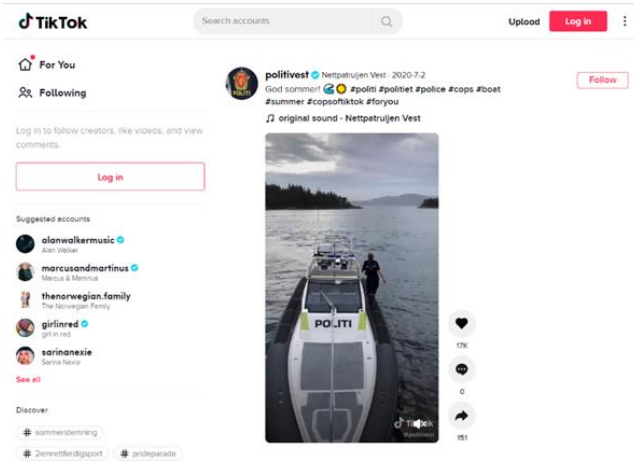 TikTok
Search accounts
Upload
Log in
For You
Following
Log in to follow creators, like videos, and view
comments.
Log in
Suggested accounts
alanwalkermusic
Alan Walker
marcusandmartinus
Marcus & Martinus
thenorwegian.family
The Norwegian Family
girlinred
girl in red
sarinanexie
Sarina Nexie
See all
Discover
# sommerstemning
# 2emrettferdigsport # prideparade
politivest Nettpatruljen Vest · 2020-7-2
God sommer! #politi #politiet #police #cops #boat
#summer #copsoftiktok #foryou
original sound - Nettpatruljen Vest
Follow
POLITI
TikTok
@politivest
17K
0
151